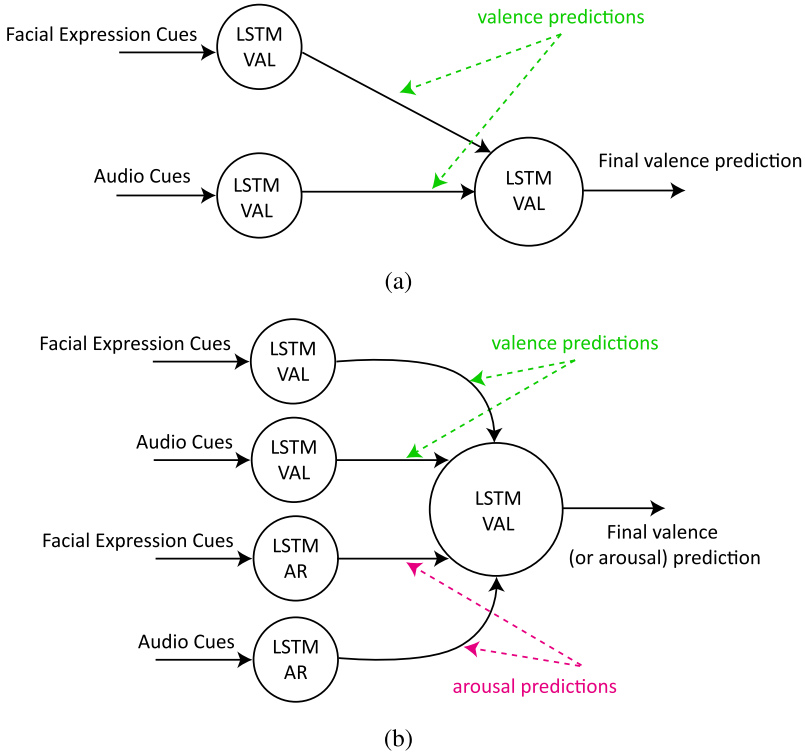 valence predictions
Facial Expression Cues
LSTM
VAL
Audio Cues
LSTM
VAL
LSTM
VAL
Final valence prediction
(a)
Facial Expression Cues
LSTM
VAL
valence predictions
Audio Cues
LSTM
VAL
LSTM
VAL
Facial Expression Cues
LSTM
AR
Final valence
(or arousal) prediction
Audio Cues
LSTM
AR
arousal predictions
(b)